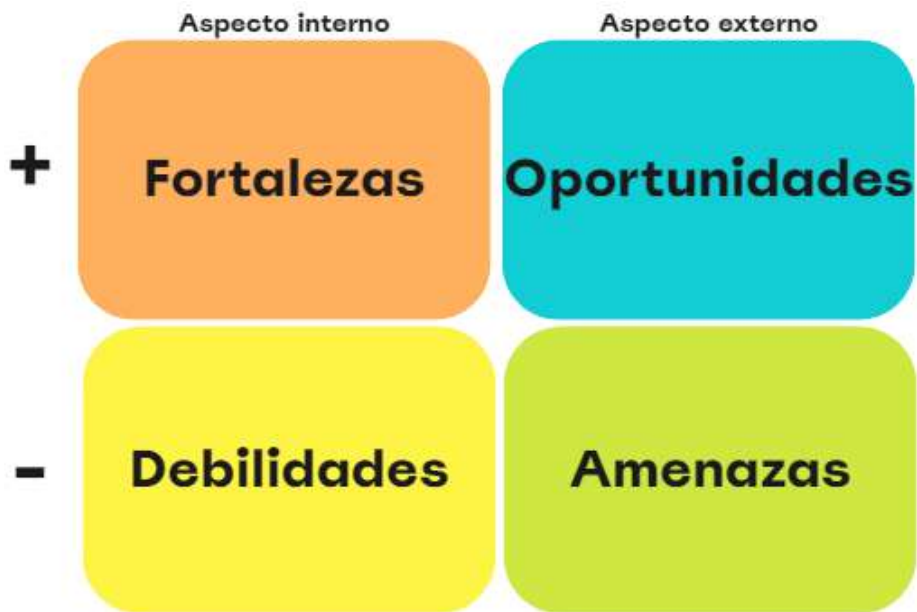 Aspecto interno
Aspecto externo
+
Fortalezas
Oportunidades
-
Debilidades
Amenazas